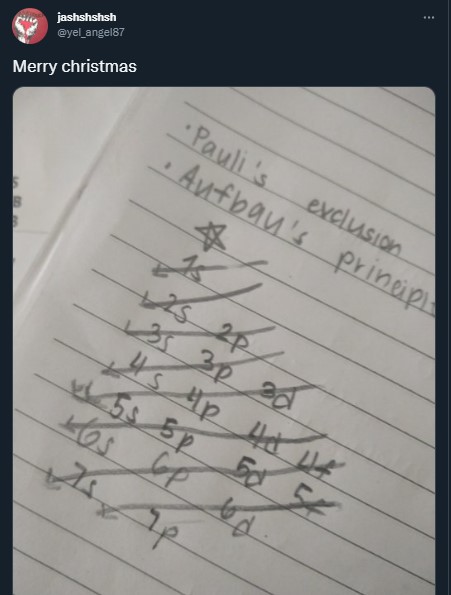 jashshshsh
@yel_angel87
Merry christmas
• Pauli's exclusion
• Aufbau's
1s
2s
3s 2p
4s 3p
5s 4p 3d
6s 5p 4d 4f
7s 6p 5d 5f
7p 6d